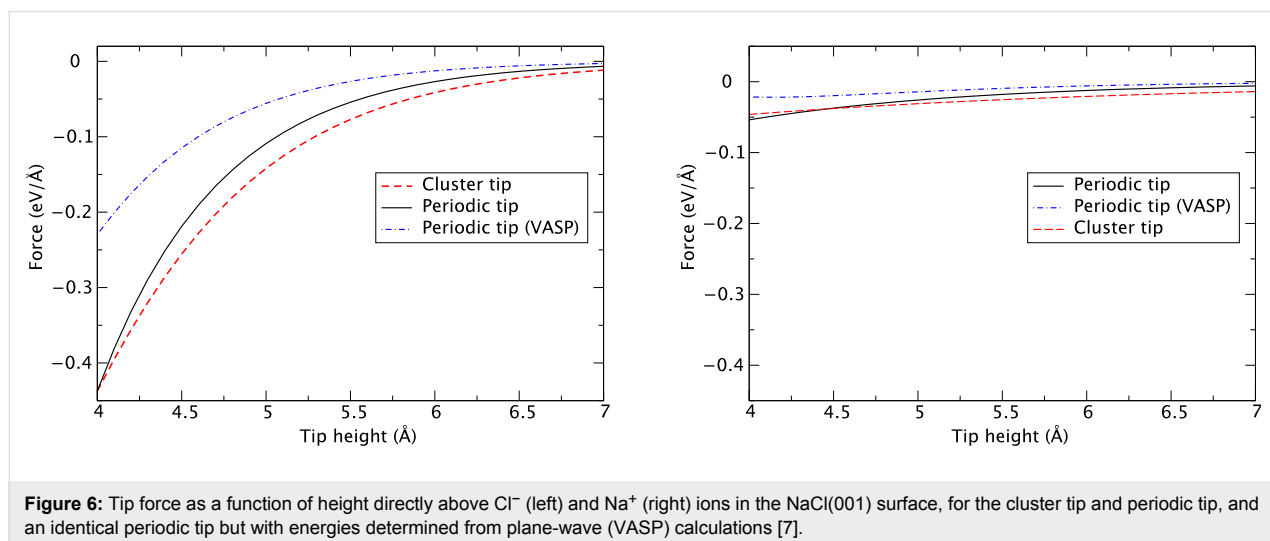 0
−0.1
−0.2
−0.3
−0.4
Force (eV/Å)
4 4.5 5 5.5 6 6.5 7
Tip height (Å)
Cluster tip
Periodic tip
Periodic tip (VASP)
0
−0.1
−0.2
−0.3
−0.4
Force (eV/Å)
4 4.5 5 5.5 6 6.5 7
Tip height (Å)
Periodic tip
Periodic tip (VASP)
Cluster tip
Figure 6: Tip force as a function of height directly above Cl⁻ (left) and Na⁺ (right) ions in the NaCl(001) surface, for the cluster tip and periodic tip, and
an identical periodic tip but with energies determined from plane-wave (VASP) calculations [7].